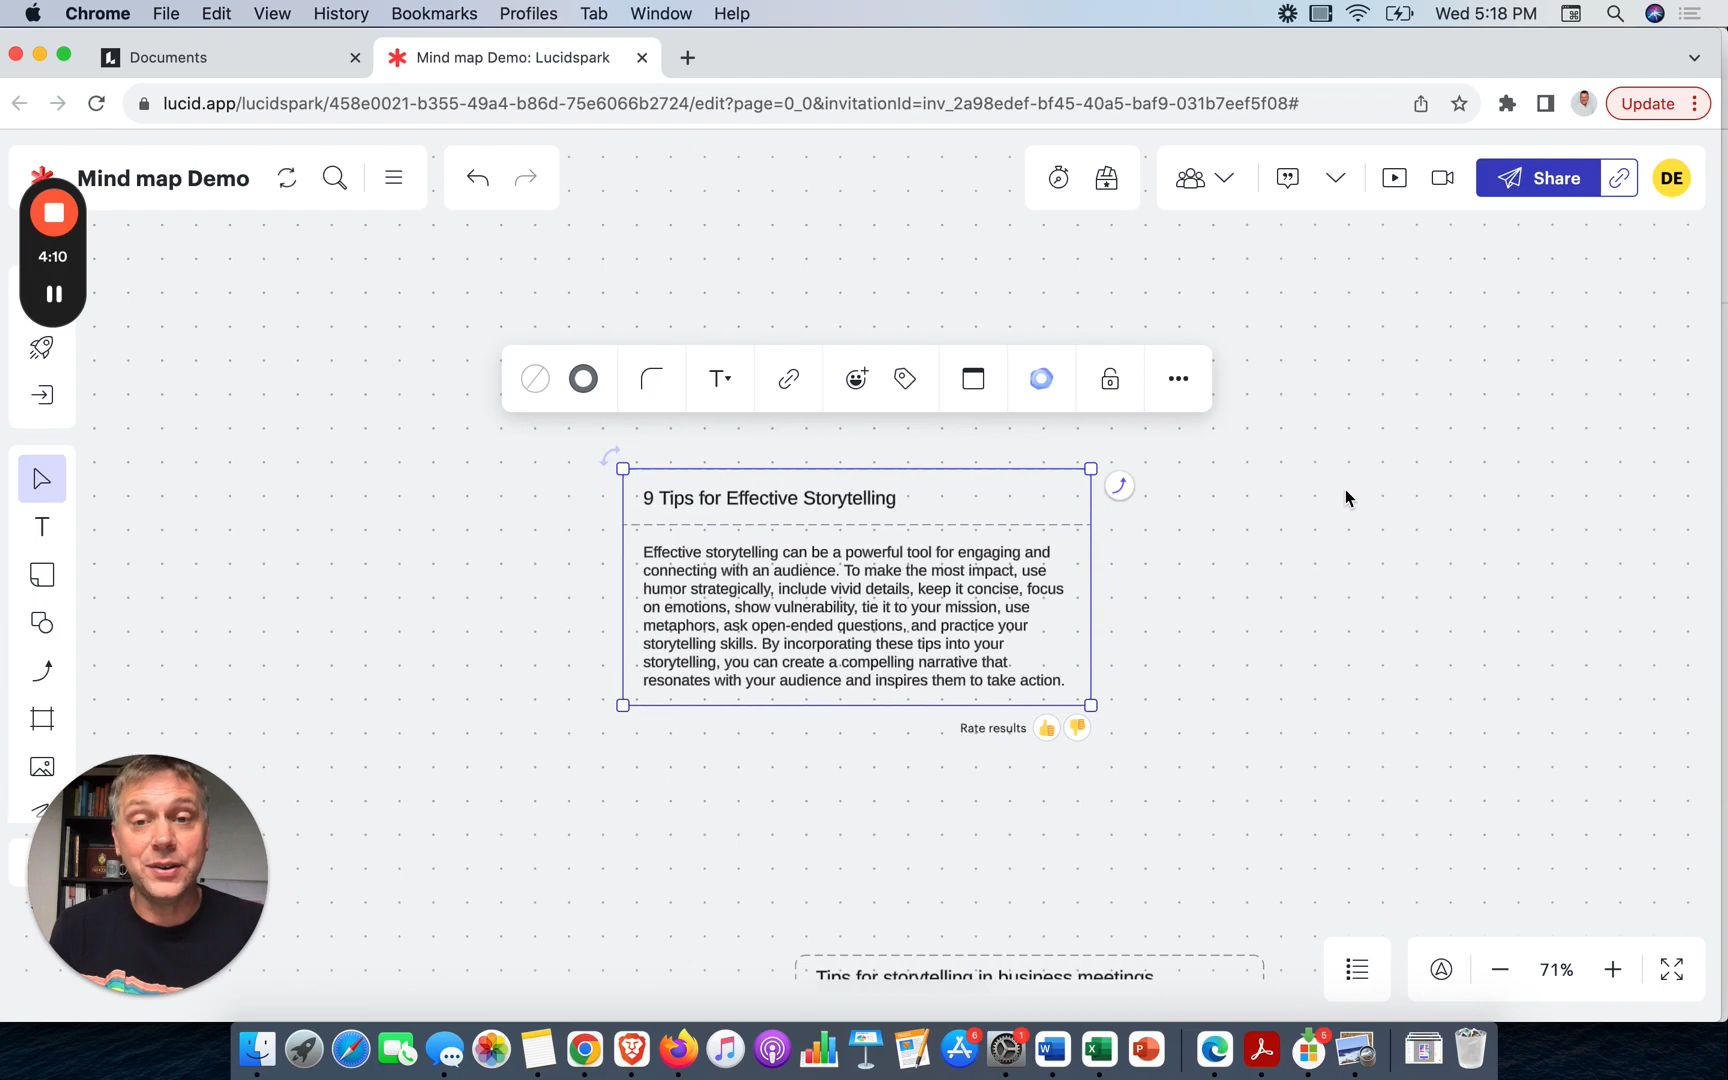 Chrome File Edit View History Bookmarks Profiles Tab Window Help Wed 5:18 PM
Documents Mind map Demo: Lucidspark
lucid.app/lucidspark/458e0021-b355-49a4-b86d-75e6066b2724/edit?page=0_0&invitationId=inv_2a98edef-bf45-40a5-baf9-031b7eef5f08# Update
Mind map Demo Share DE
4:10
T
T
9 Tips for Effective Storytelling
Effective storytelling can be a powerful tool for engaging and
connecting with an audience. To make the most impact, use
humor strategically, include vivid details, keep it concise, focus
on emotions, show vulnerability, tie it to your mission, use
metaphors, ask open-ended questions, and practice your
storytelling skills. By incorporating these tips into your
storytelling, you can create a compelling narrative that
resonates with your audience and inspires them to take action.
Rate results
Tips for storytelling in business meetings
71%
6
1
5